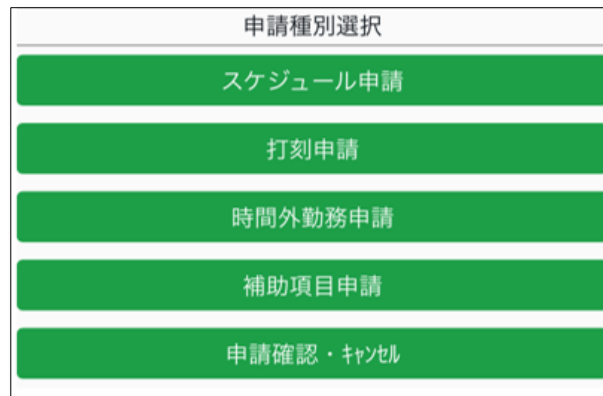 申請種別選択
スケジュール申請
打刻申請
時間外勤務申請
補助項目申請
申請確認・ｷｬﾝｾﾙ